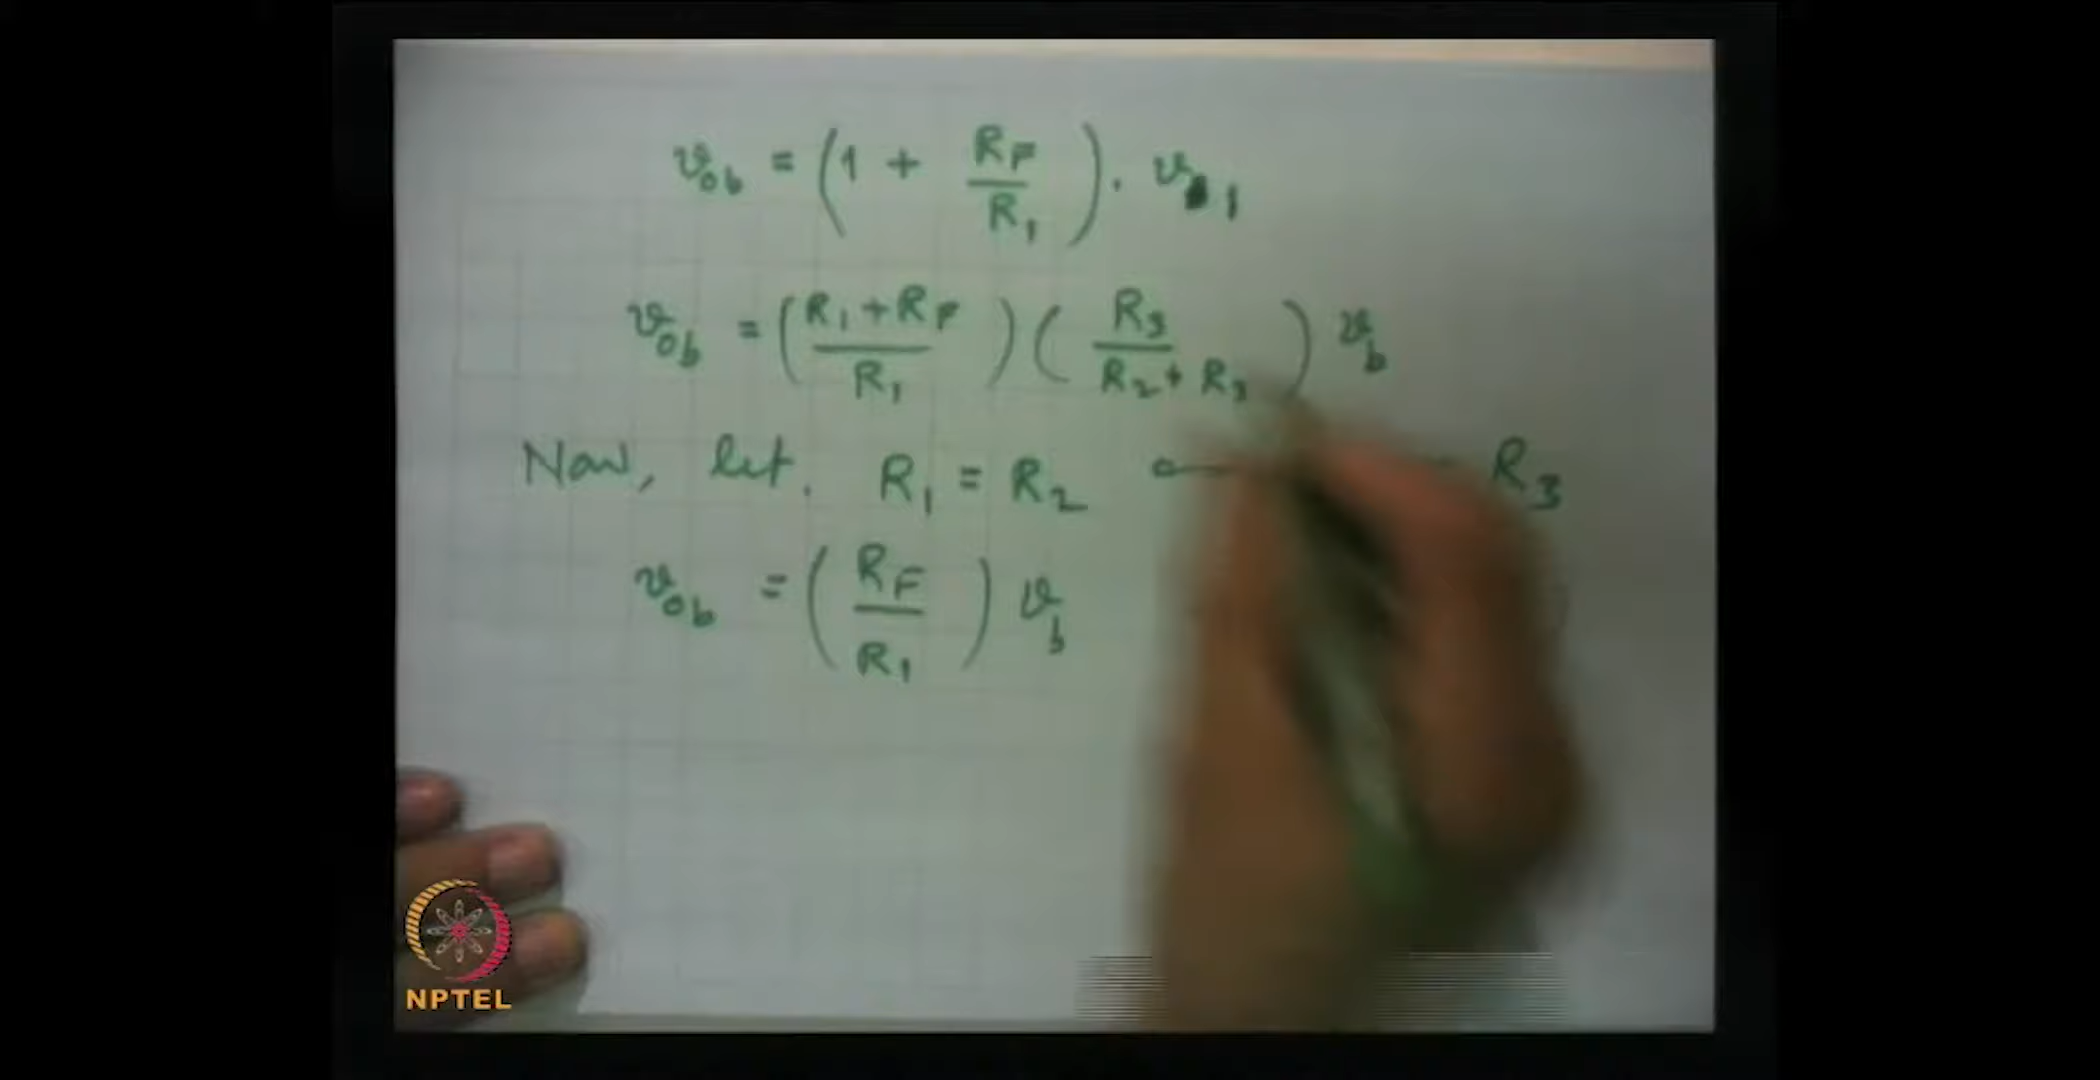 v_ob = (1 + R_F / R_1) . v_1
v_ob = (R_1 + R_F / R_1) (R_3 / R_2 + R_3) v_b
Now, let. R_1 = R_2 = R_3
v_ob = (R_F / R_1) v_b
NPTEL